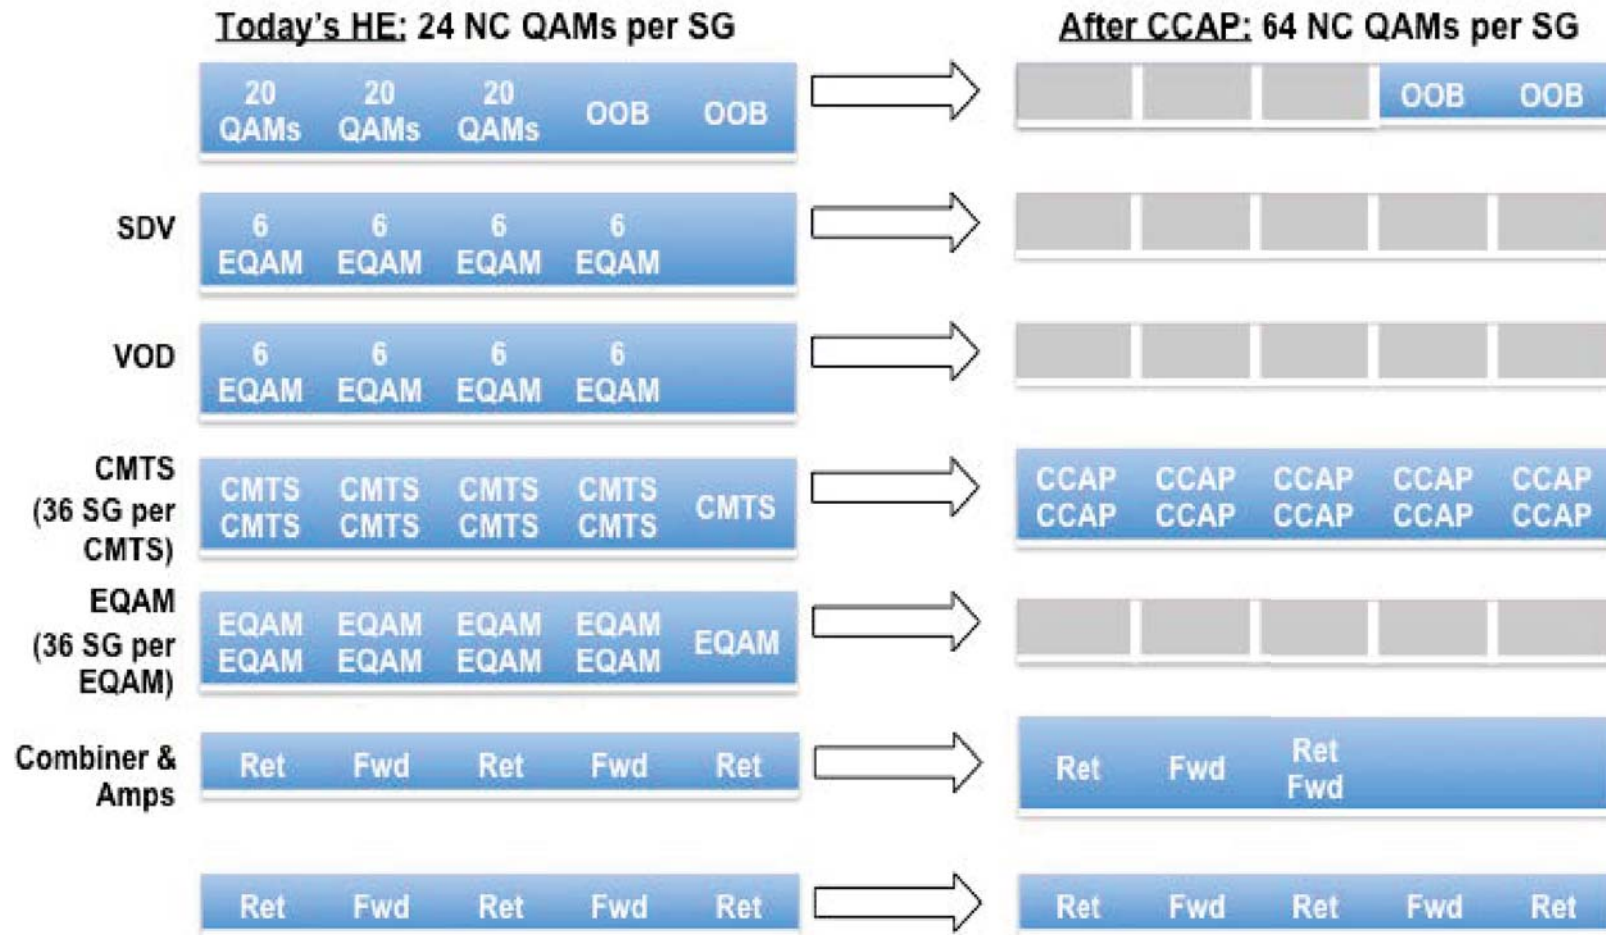 Today's HE: 24 NC QAMs per SG
After CCAP: 64 NC QAMs per SG
20 20 20 OOB OOB
QAMs QAMs QAMs
OOB OOB
SDV
6 6 6 6
EQAM EQAM EQAM EQAM
VOD
6 6 6 6
EQAM EQAM EQAM EQAM
CMTS
(36 SG per
CMTS)
CMTS CMTS CMTS CMTS CMTS
CMTS CMTS CMTS CMTS
CCAP CCAP CCAP CCAP CCAP
CCAP CCAP CCAP CCAP CCAP
EQAM
(36 SG per
EQAM)
EQAM EQAM EQAM EQAM EQAM
EQAM EQAM EQAM EQAM
Combiner &
Amps
Ret Fwd Ret Fwd Ret
Ret Fwd Ret
Fwd
Ret Fwd Ret Fwd Ret
Ret Fwd Ret Fwd Ret